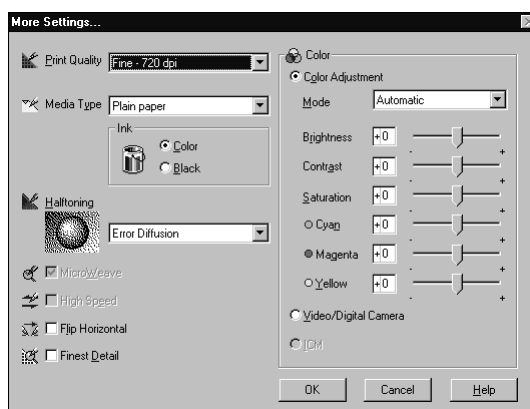 More Settings...
Print Quality
Fine - 720 dpi
Media Type
Plain paper
Ink
Color
Black
Halftoning
Error Diffusion
MicroWeave
High Speed
Flip Horizontal
Finest Detail
Color
Color Adjustment
Mode
Automatic
Brightness +0
- +
Contrast +0
- +
Saturation +0
- +
Cyan +0
- +
Magenta +0
- +
Yellow +0
- +
Video/Digital Camera
ICM
OK
Cancel
Help